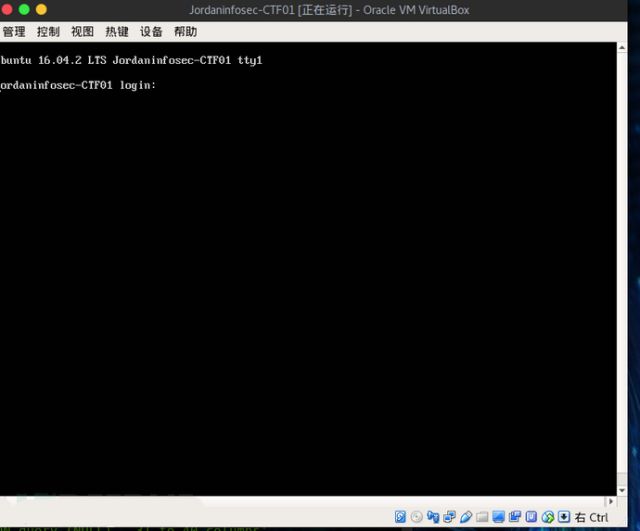 Jordaninfosec-CTF01 [正在运行] - Oracle VM VirtualBox
管理 控制 视图 热键 设备 帮助
buntu 16.04.2 LTS Jordaninfosec-CTF01 tty1
ordaninfosec-CTF01 login:
右 Ctrl